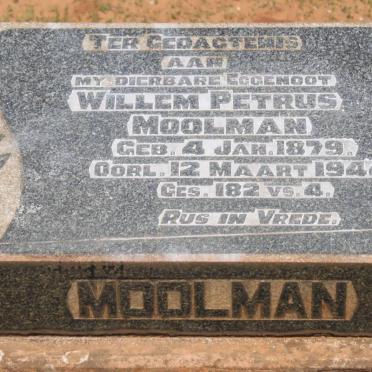 TER GEDAGTENIS
AAN
MY DIERBARE EGGENOOT
WILLEM PETRUS
MOOLMAN
GEB. 4 JAN. 1879.
OORL. 12 MAART
GES. 182 VS. 4.
RUS IN VREDE.
MOOLMAN